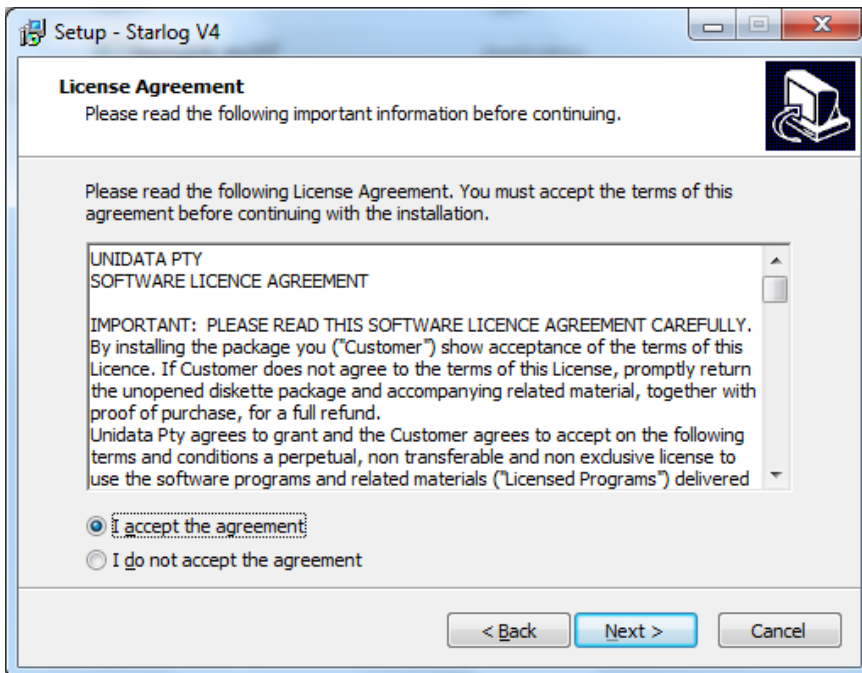 Setup - Starlog V4
License Agreement
Please read the following important information before continuing.
Please read the following License Agreement. You must accept the terms of this
agreement before continuing with the installation.
UNIDATA PTY
SOFTWARE LICENCE AGREEMENT
IMPORTANT:  PLEASE READ THIS SOFTWARE LICENCE AGREEMENT CAREFULLY.
By installing the package you ("Customer") show acceptance of the terms of this
Licence. If Customer does not agree to the terms of this License, promptly return
the unopened diskette package and accompanying related material, together with
proof of purchase, for a full refund.
Unidata Pty agrees to grant and the Customer agrees to accept on the following
terms and conditions a perpetual, non transferable and non exclusive license to
use the software programs and related materials ("Licensed Programs") delivered
I accept the agreement
I do not accept the agreement
< Back
Next >
Cancel